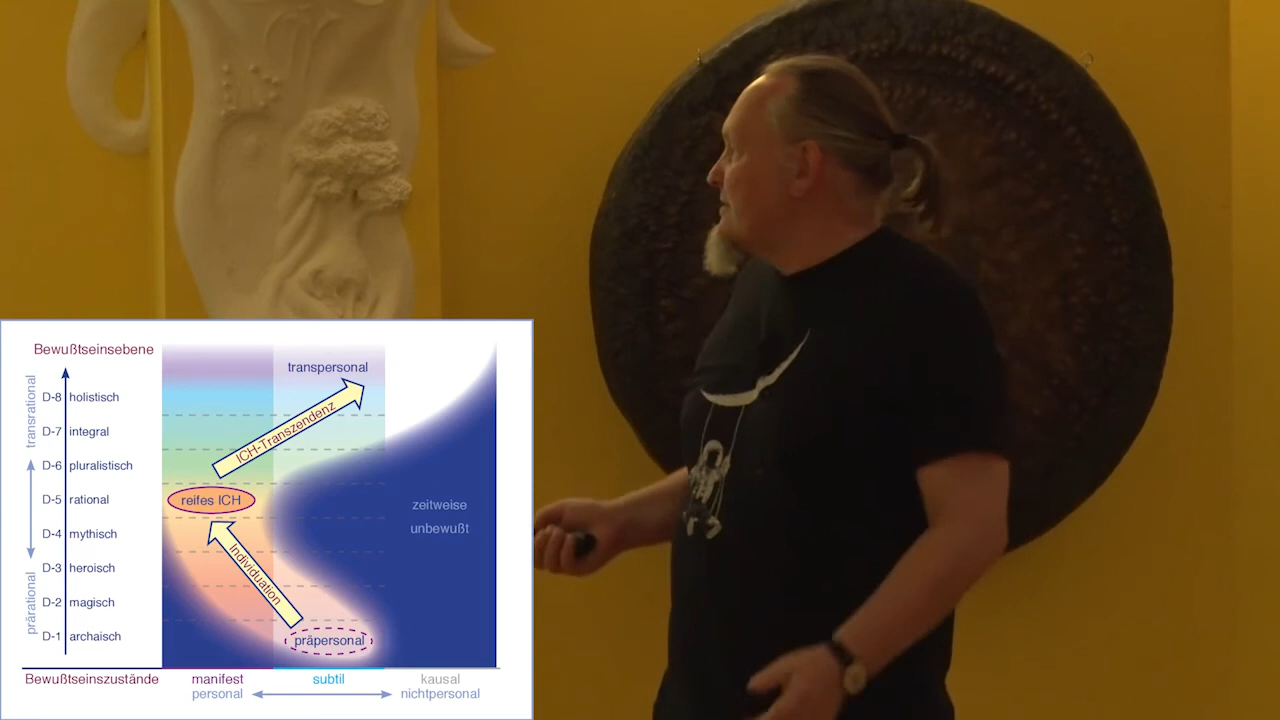 Bewußtseinsebene
transpersonal
transrational
prärational
D-8 holistisch
D-7 integral
D-6 pluralistisch
D-5 rational
D-4 mythisch
D-3 heroisch
D-2 magisch
D-1 archaisch
ICH-Transzendenz
reifes ICH
Individuation
präpersonal
zeitweise
unbewußt
Bewußtseinszustände
manifest
subtil
kausal
personal
nichtpersonal